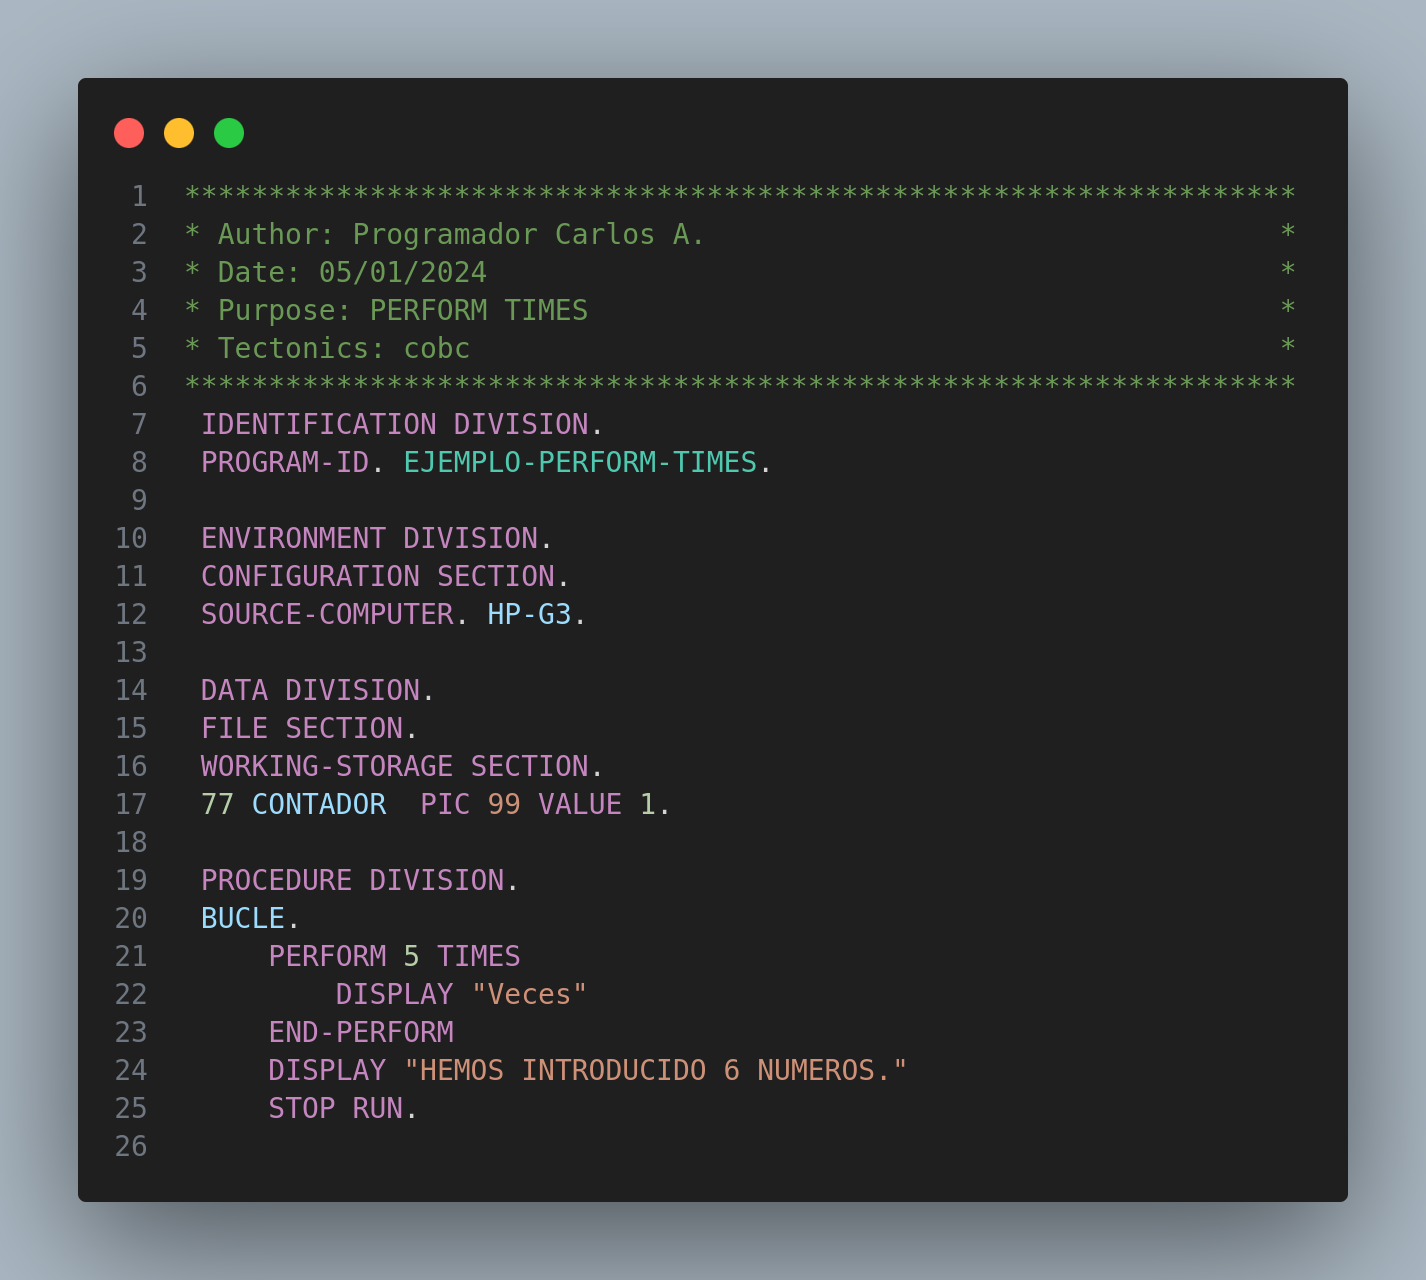 1 ******************************************************************
2 * Author: Programador Carlos A.                                  *
3 * Date: 05/01/2024                                               *
4 * Purpose: PERFORM TIMES                                         *
5 * Tectonics: cobc                                                *
6 ******************************************************************
7  IDENTIFICATION DIVISION.
8  PROGRAM-ID. EJEMPLO-PERFORM-TIMES.
9
10  ENVIRONMENT DIVISION.
11  CONFIGURATION SECTION.
12  SOURCE-COMPUTER. HP-G3.
13
14  DATA DIVISION.
15  FILE SECTION.
16  WORKING-STORAGE SECTION.
17  77 CONTADOR  PIC 99 VALUE 1.
18
19  PROCEDURE DIVISION.
20  BUCLE.
21      PERFORM 5 TIMES
22          DISPLAY "Veces"
23      END-PERFORM
24      DISPLAY "HEMOS INTRODUCIDO 6 NUMEROS."
25      STOP RUN.
26